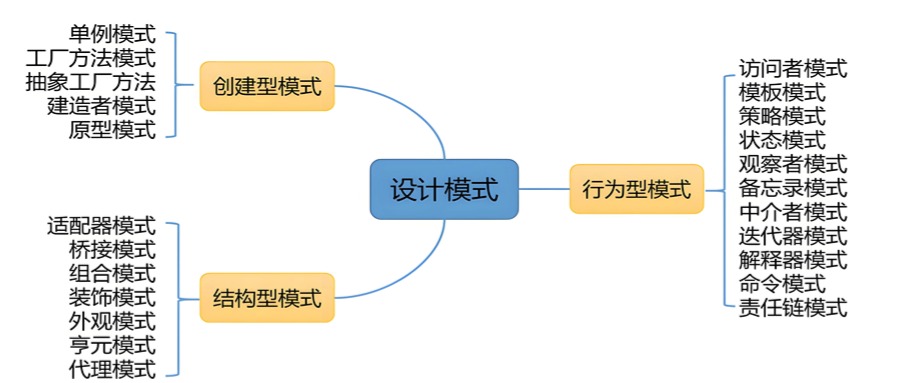 单例模式
工厂方法模式
抽象工厂方法
建造者模式
原型模式
创建型模式
适配器模式
桥接模式
组合模式
装饰模式
外观模式
亨元模式
代理模式
结构型模式
设计模式
行为型模式
访问者模式
模板模式
策略模式
状态模式
观察者模式
备忘录模式
中介者模式
迭代器模式
解释器模式
命令模式
责任链模式